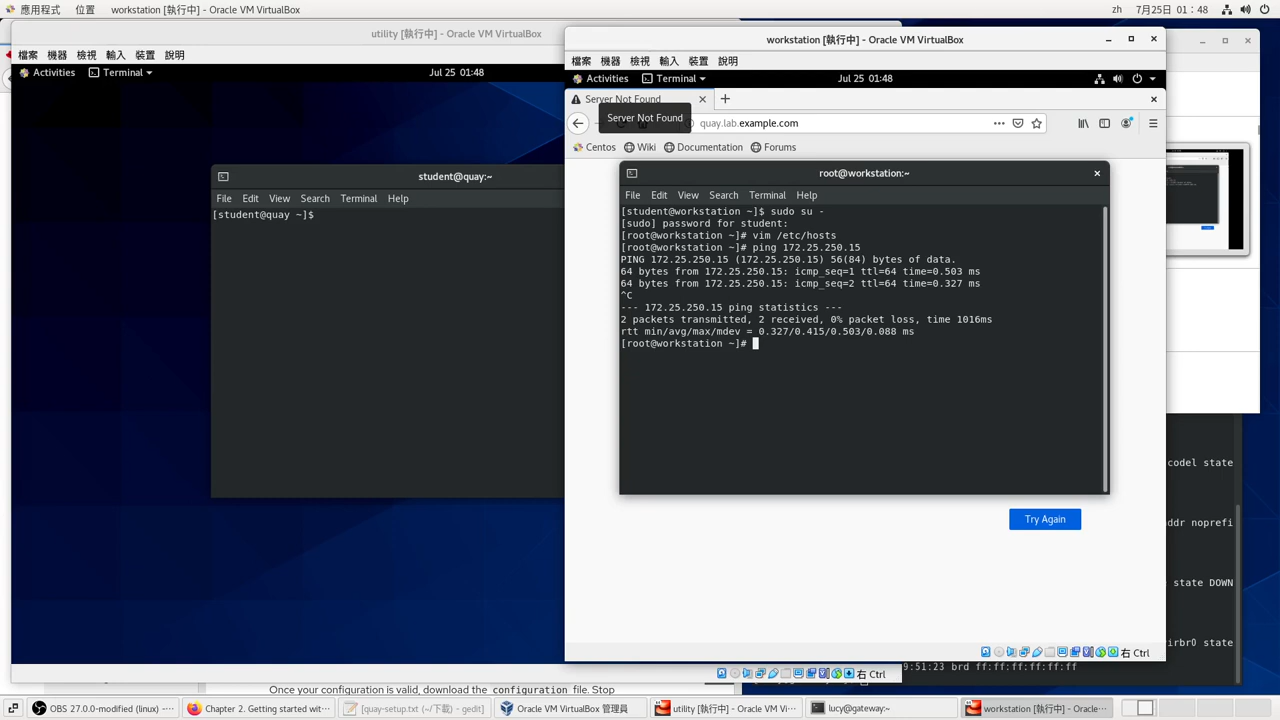 應用程式 位置 workstation [執行中] - Oracle VM VirtualBox zh 7月25日 01：48
utility [執行中] - Oracle VM VirtualBox
檔案 機器 檢視 輸入 裝置 說明
Activities Terminal Jul 25 01:48
student@quay:~
File Edit View Search Terminal Help
[student@quay ~]$
workstation [執行中] - Oracle VM VirtualBox
檔案 機器 檢視 輸入 裝置 說明
Activities Terminal Jul 25 01:48
Server Not Found
Server Not Found
quay.lab.example.com
Centos Wiki Documentation Forums
root@workstation:~
File Edit View Search Terminal Help
[student@workstation ~]$ sudo su -
[sudo] password for student:
[root@workstation ~]# vim /etc/hosts
[root@workstation ~]# ping 172.25.250.15
PING 172.25.250.15 (172.25.250.15) 56(84) bytes of data.
64 bytes from 172.25.250.15: icmp_seq=1 ttl=64 time=0.503 ms
64 bytes from 172.25.250.15: icmp_seq=2 ttl=64 time=0.327 ms
^C
--- 172.25.250.15 ping statistics ---
2 packets transmitted, 2 received, 0% packet loss, time 1016ms
rtt min/avg/max/mdev = 0.327/0.415/0.503/0.088 ms
[root@workstation ~]#
Try Again
右 Ctrl
codel state
ddr noprefi
state DOWN
irbr0 state
9:51:23 brd ff:ff:ff:ff:ff:ff
右 Ctrl
Once your configuration is valid, download the configuration file. Stop
OBS 27.0.0-modified (linux) -... Chapter 2. Getting started wit... [quay-setup.txt (~/下載) - gedit] Oracle VM VirtualBox 管理員 utility [執行中] - Oracle VM Vi... lucy@gateway:~ workstation [執行中] - Oracle...